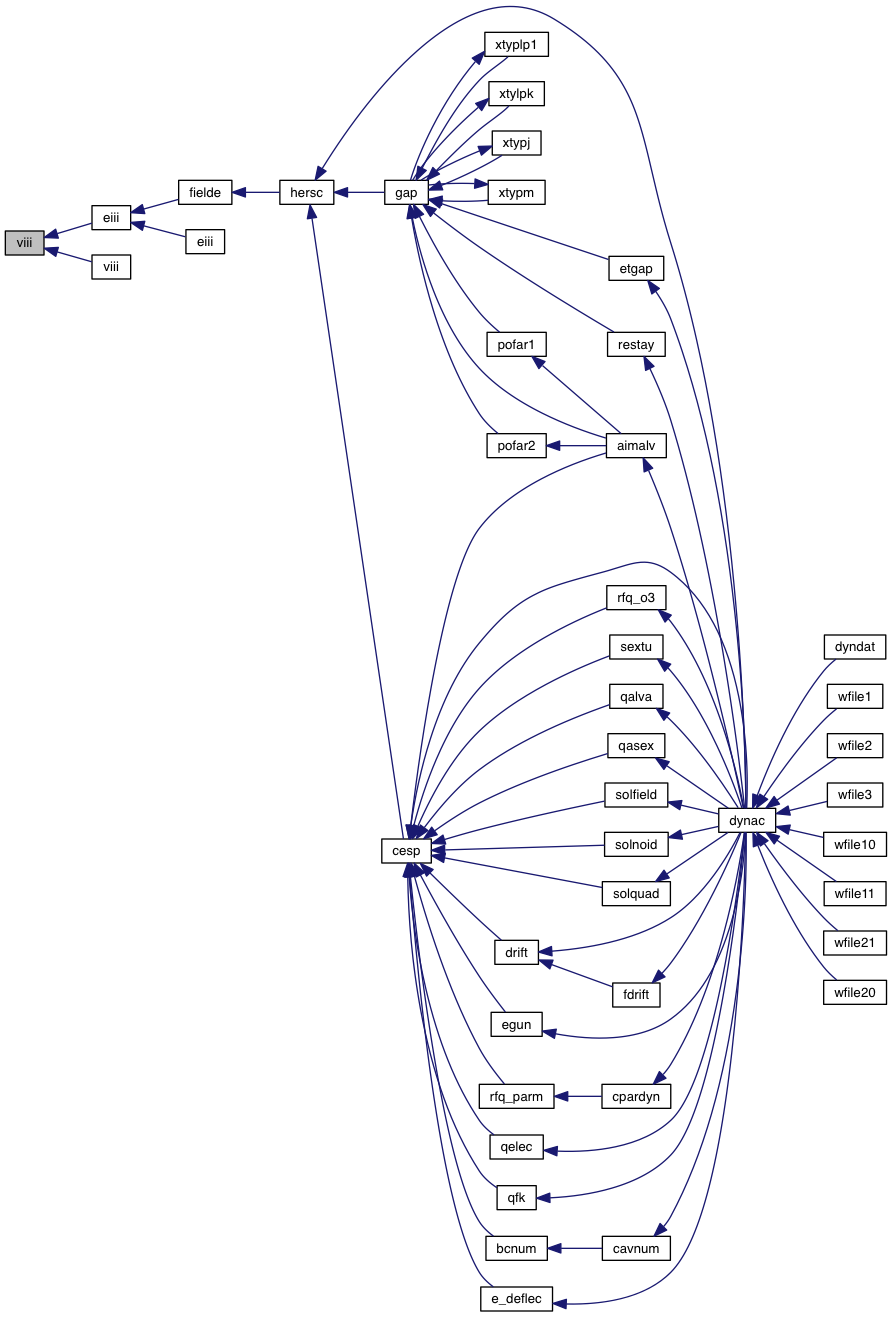 xtyplp1
xtylpk
xtypj
xtypm
fielde
hersc
gap
eiii
viii
eiii
viii
etgap
pofar1
restay
pofar2
aimalv
rfq_o3
sextu
qalva
qasex
solfield
solnoid
solquad
cesp
dynac
dyndat
wfile1
wfile2
wfile3
wfile10
wfile11
wfile21
wfile20
drift
fdrift
egun
rfq_parm
cpardyn
qelec
qfk
bcnum
cavnum
e_deflec